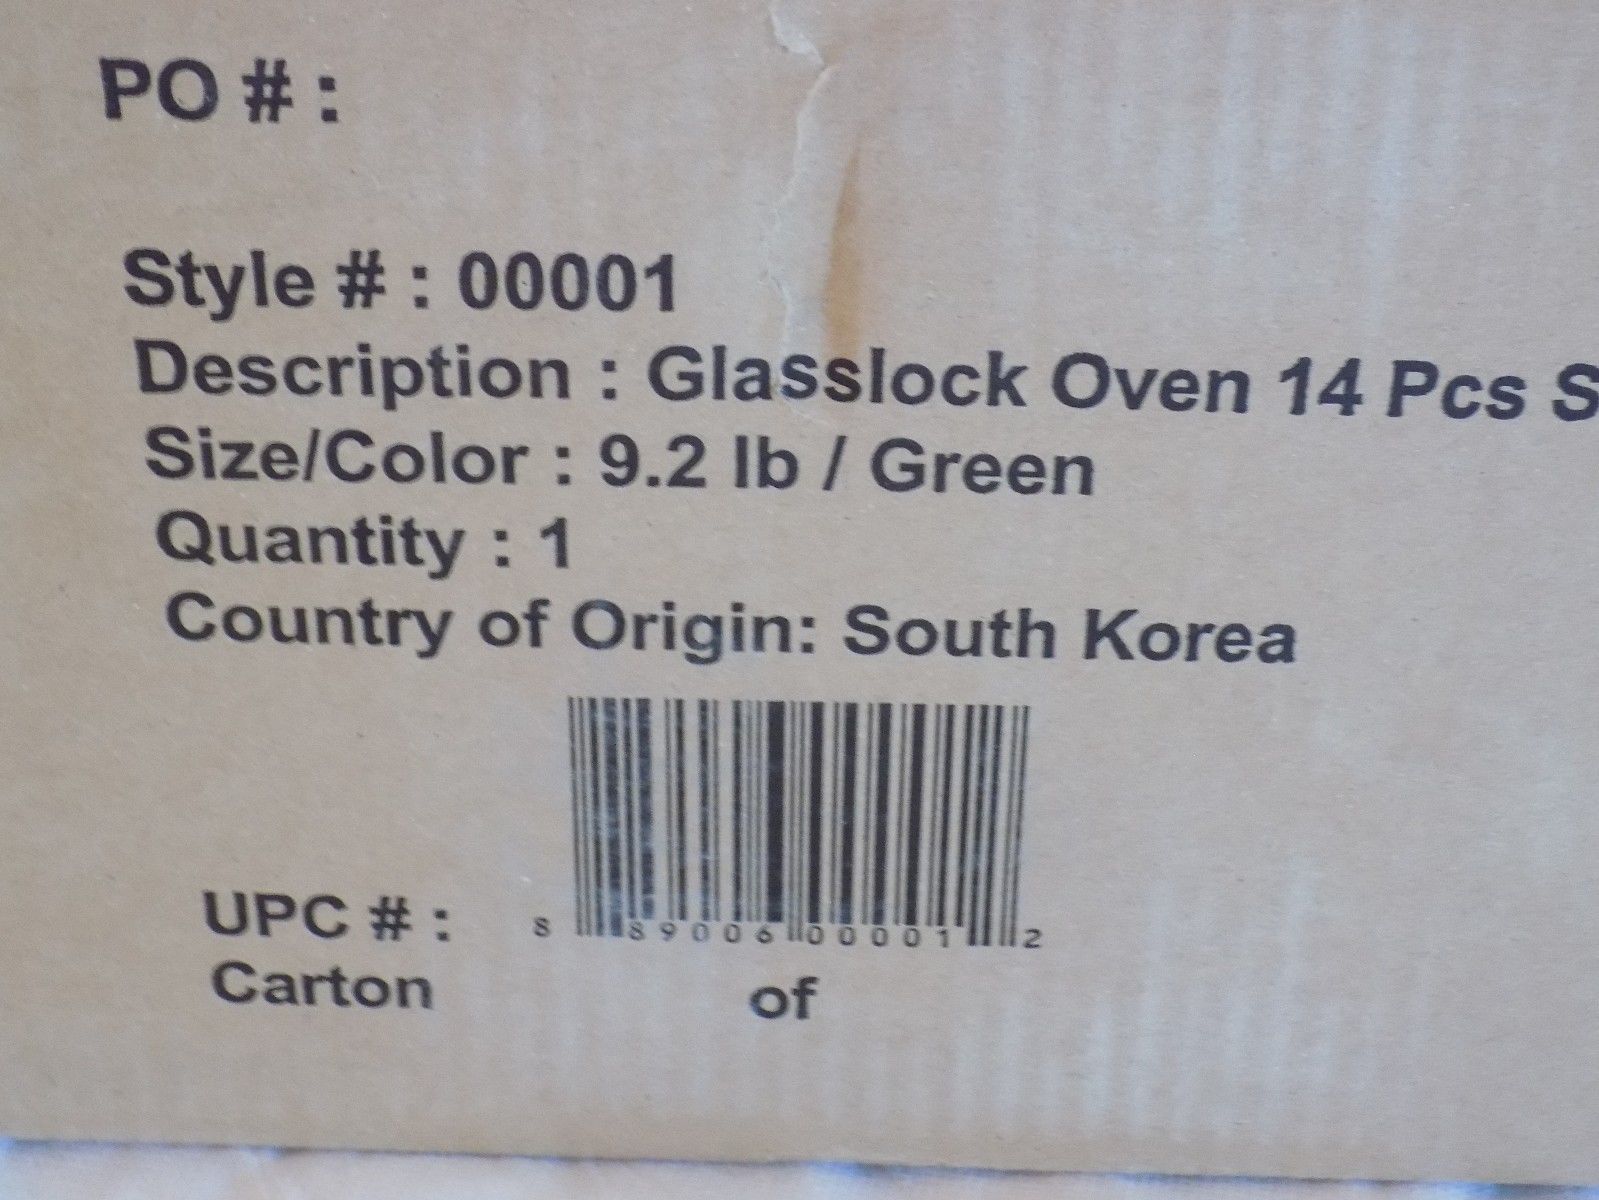 PO # :
Style # : 00001
Description : Glasslock Oven 14 Pcs S
Size/Color : 9.2 lb / Green
Quantity : 1
Country of Origin: South Korea
UPC # : 8 89006 00001 2
Carton of